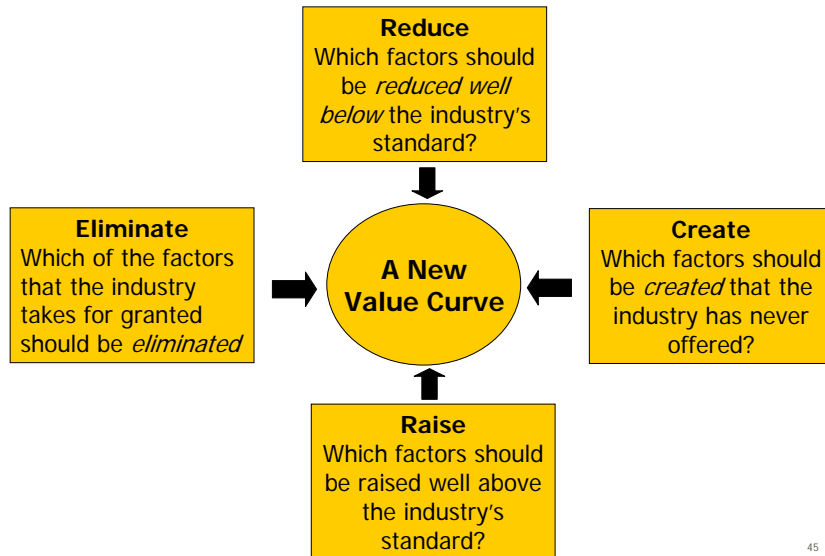 Reduce
Which factors should
be reduced well
below the industry's
standard?
Eliminate
Which of the factors
that the industry
takes for granted
should be eliminated
A New
Value Curve
Create
Which factors should
be created that the
industry has never
offered?
Raise
Which factors should
be raised well above
the industry's
standard?
45